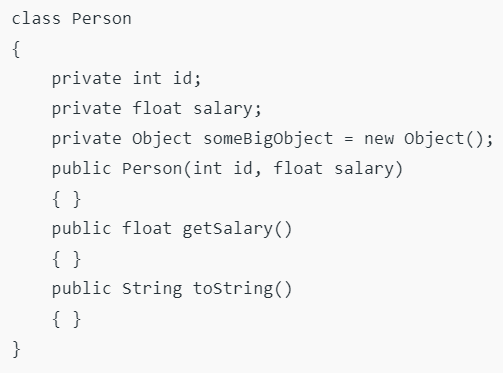 class Person
{
    private int id;
    private float salary;
    private Object someBigObject = new Object();
    public Person(int id, float salary)
    { }
    public float getSalary()
    { }
    public String toString()
    { }
}